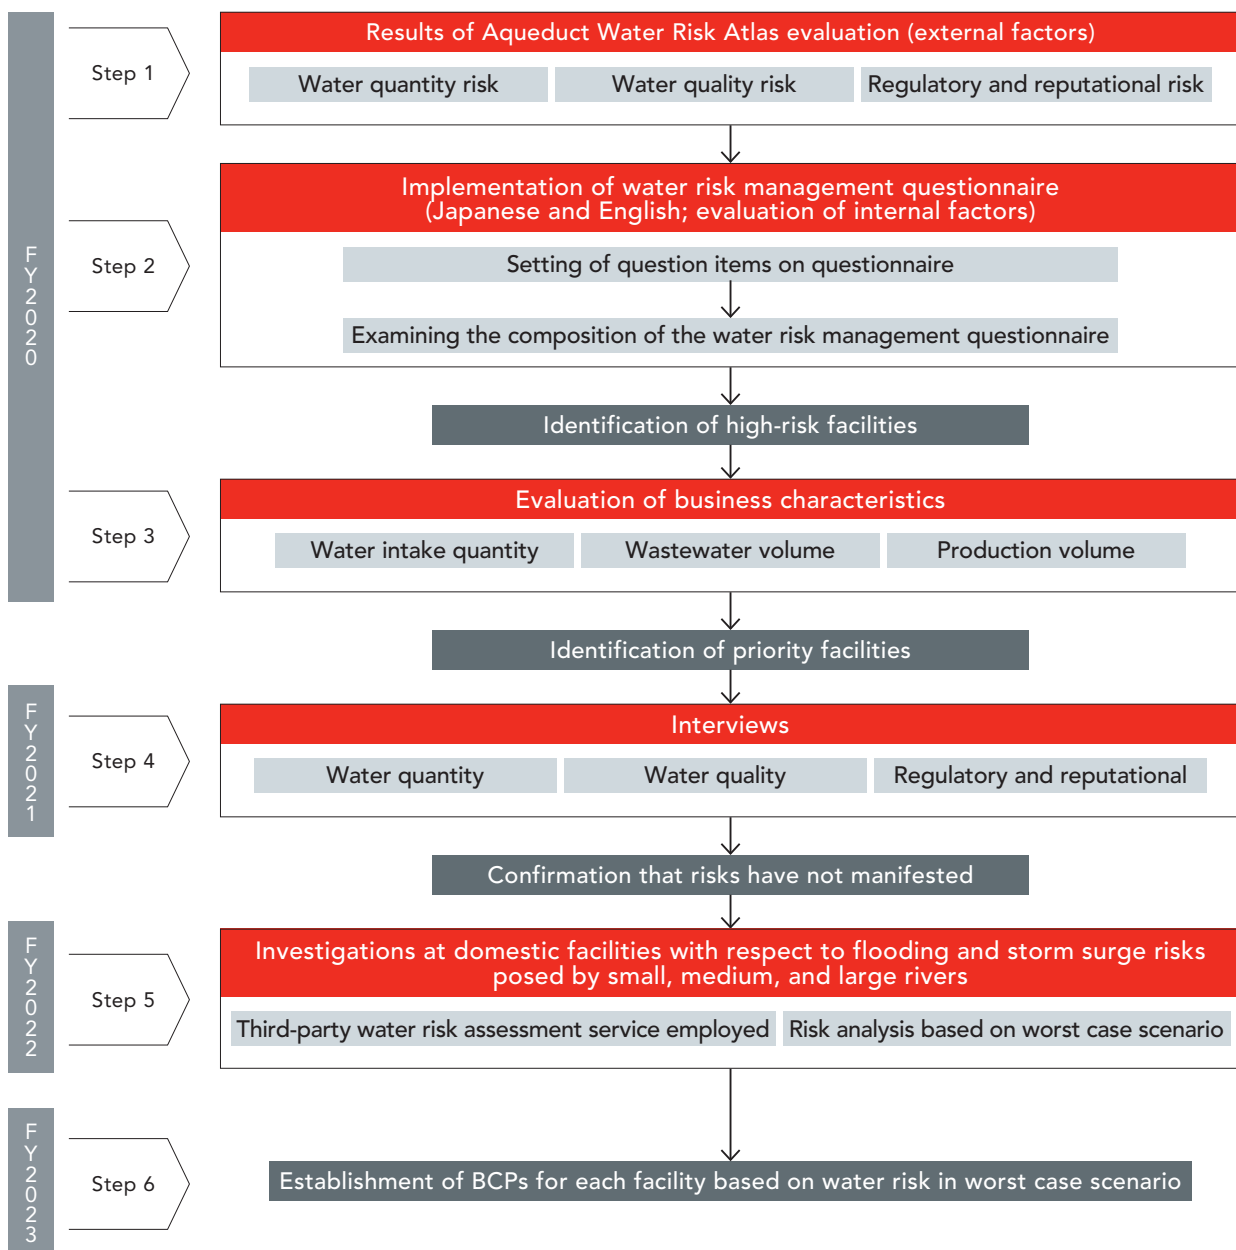 FY2020
Step 1
Results of Aqueduct Water Risk Atlas evaluation (external factors)
Water quantity risk
Water quality risk
Regulatory and reputational risk
Step 2
Implementation of water risk management questionnaire
(Japanese and English; evaluation of internal factors)
Setting of question items on questionnaire
Examining the composition of the water risk management questionnaire
Identification of high-risk facilities
Step 3
Evaluation of business characteristics
Water intake quantity
Wastewater volume
Production volume
Identification of priority facilities
FY2021
Step 4
Interviews
Water quantity
Water quality
Regulatory and reputational
Confirmation that risks have not manifested
FY2022
Step 5
Investigations at domestic facilities with respect to flooding and storm surge risks
posed by small, medium, and large rivers
Third-party water risk assessment service employed
Risk analysis based on worst case scenario
FY2023
Step 6
Establishment of BCPs for each facility based on water risk in worst case scenario